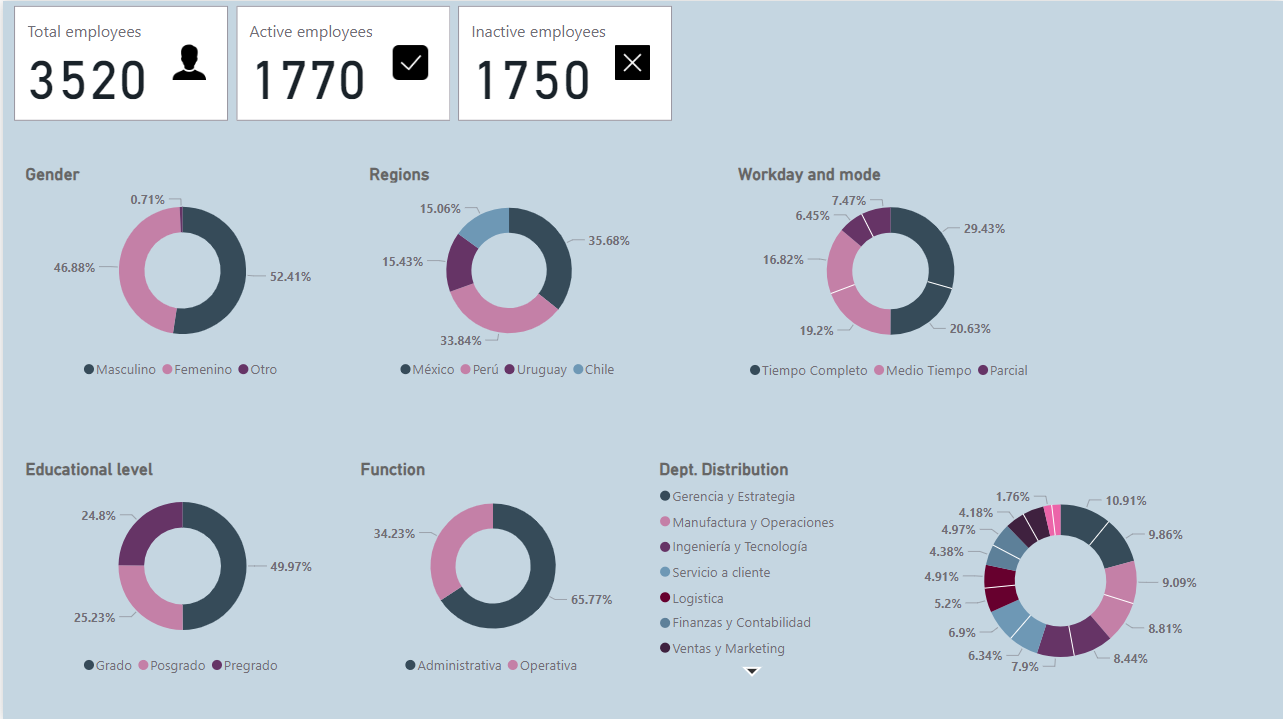 Total employees
3520
Active employees
1770
Inactive employees
1750
Gender
0.71%
46.88%
52.41%
Masculino Femenino Otro
Regions
15.06%
35.68%
15.43%
33.84%
México Perú Uruguay Chile
Workday and mode
7.47%
6.45%
29.43%
16.82%
19.2%
20.63%
Tiempo Completo Medio Tiempo Parcial
Educational level
24.8%
49.97%
25.23%
Grado Posgrado Pregrado
Function
34.23%
65.77%
Administrativa Operativa
Dept. Distribution
Gerencia y Estrategia
Manufactura y Operaciones
Ingeniería y Tecnología
Servicio a cliente
Logistica
Finanzas y Contabilidad
Ventas y Marketing
1.76%
10.91%
4.18%
4.97%
9.86%
4.38%
4.91%
9.09%
5.2%
8.81%
6.9%
6.34%
8.44%
7.9%